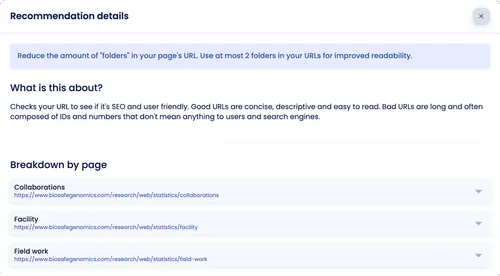 Recommendation details
Reduce the amount of "folders" in your page's URL. Use at most 2 folders in your URLs for improved readability.
What is this about?
Checks your URL to see if it's SEO and user friendly. Good URLs are concise, descriptive and easy to read. Bad URLs are long and often
composed of IDs and numbers that don't mean anything to users and search engines.
Breakdown by page
Collaborations
https://www.biosafegenomics.com/research/web/statistics/collaborations
Facility
https://www.biosafegenomics.com/research/web/statistics/facility
Field work
https://www.biosafegenomics.com/research/web/statistics/field-work